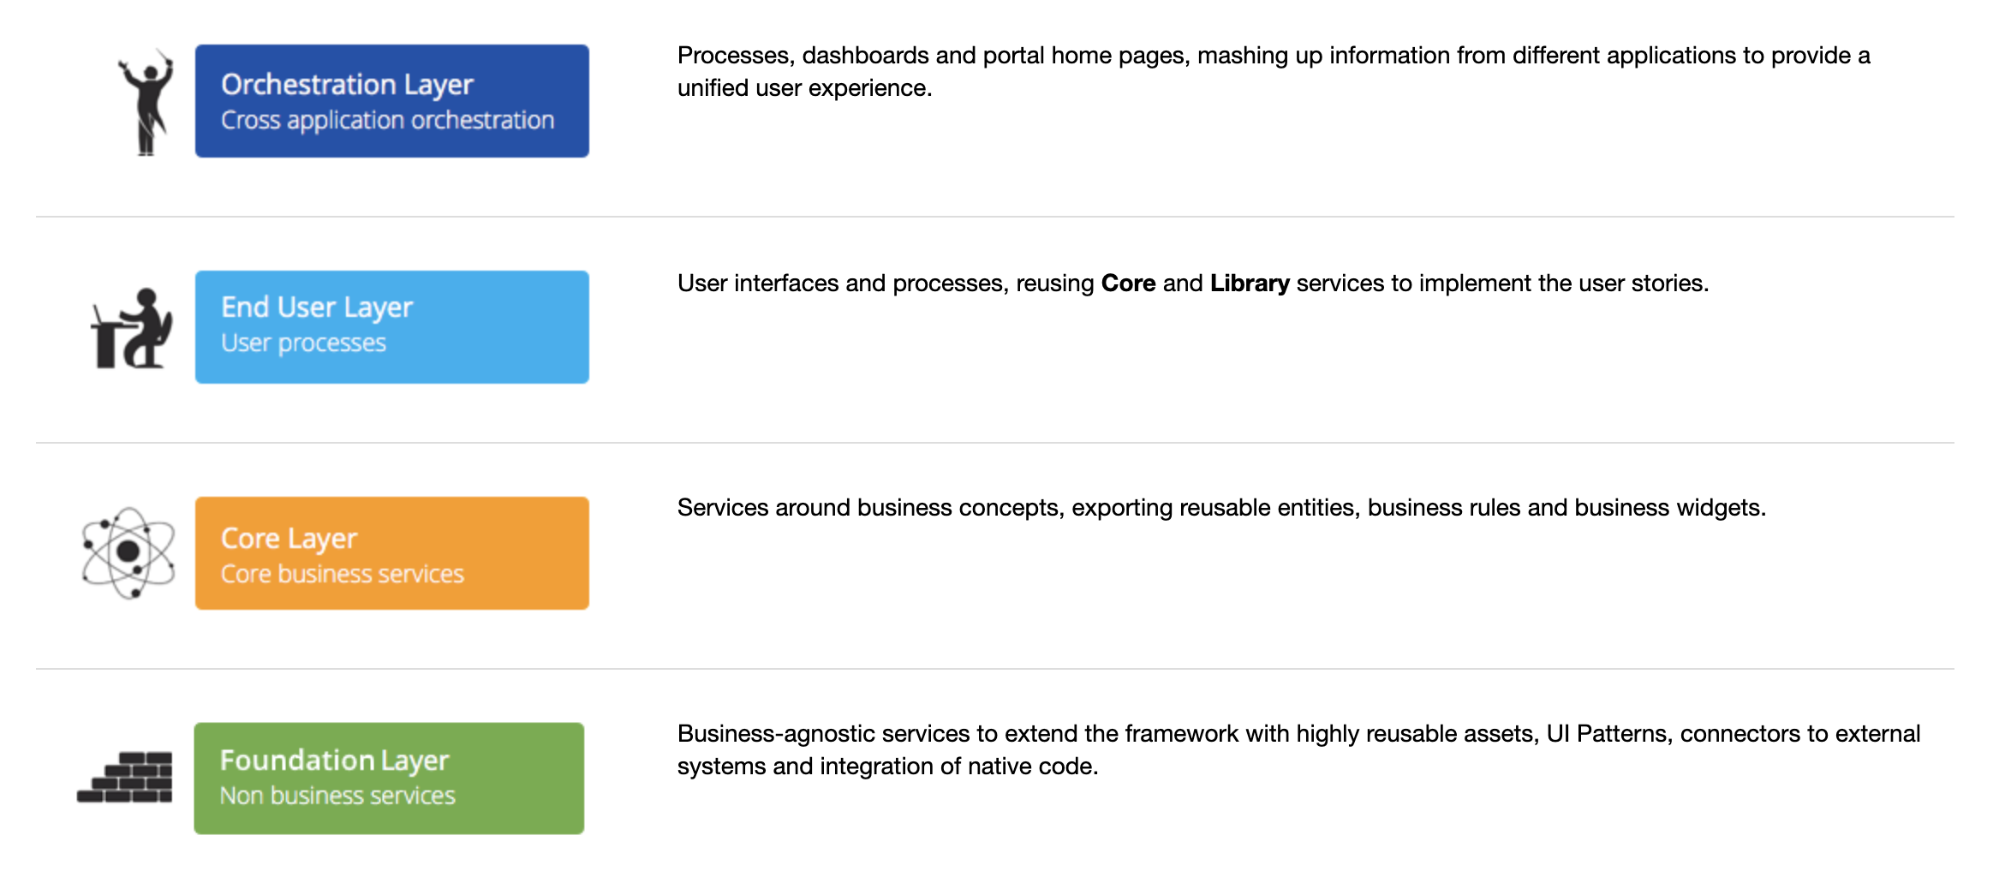 Orchestration Layer
Cross application orchestration
Processes, dashboards and portal home pages, mashing up information from different applications to provide a
unified user experience.
End User Layer
User processes
User interfaces and processes, reusing Core and Library services to implement the user stories.
Core Layer
Core business services
Services around business concepts, exporting reusable entities, business rules and business widgets.
Foundation Layer
Non business services
Business-agnostic services to extend the framework with highly reusable assets, UI Patterns, connectors to external
systems and integration of native code.